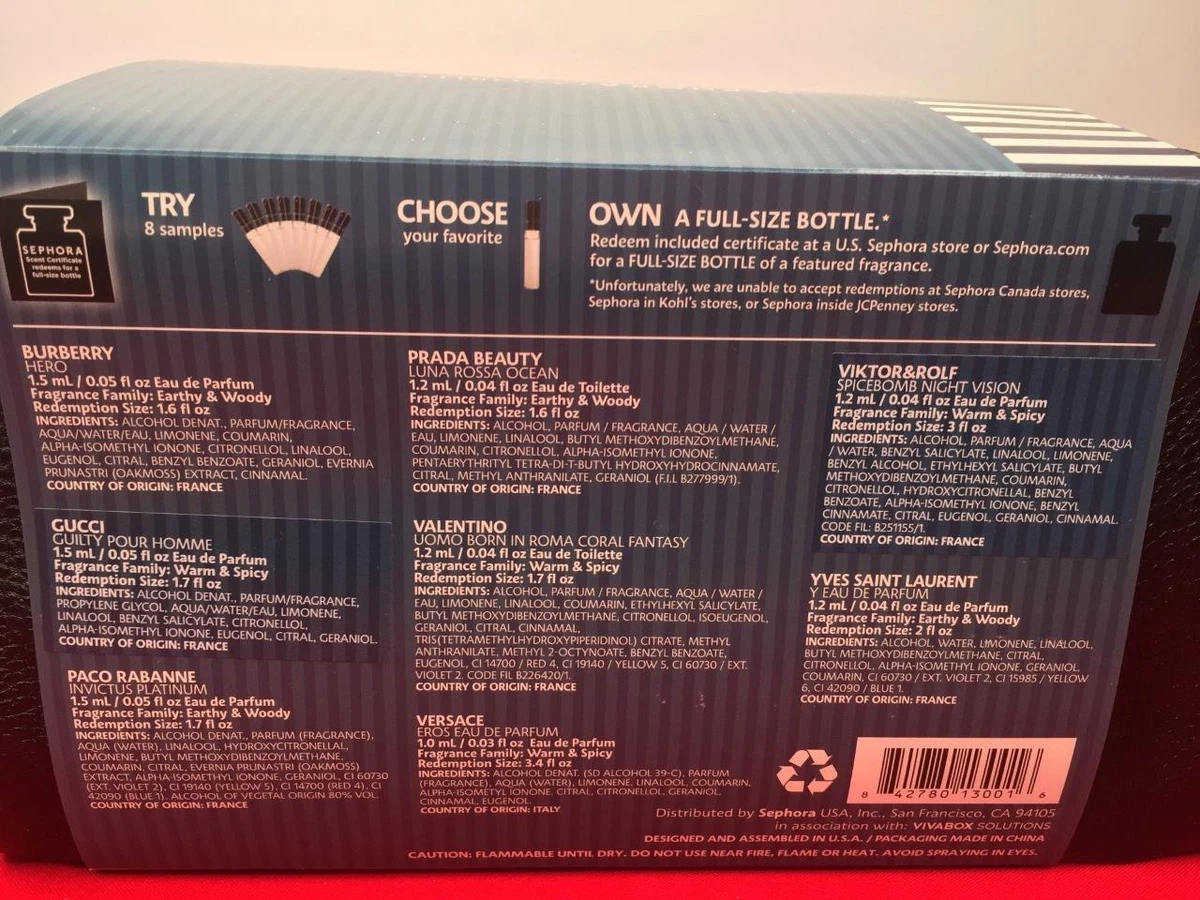 SEPHORA
Scent Certificate
redeems for a
full-size bottle
TRY
8 samples
CHOOSE
your favorite
OWN A FULL-SIZE BOTTLE.*
Redeem included certificate at a U.S. Sephora store or Sephora.com
for a FULL-SIZE BOTTLE of a featured fragrance.
*Unfortunately, we are unable to accept redemptions at Sephora Canada stores,
Sephora in Kohl's stores, or Sephora inside JCPenney stores.
BURBERRY
HERO
1.5 mL / 0.05 fl oz Eau de Parfum
Fragrance Family: Earthy & Woody
Redemption Size: 1.6 fl oz
INGREDIENTS: ALCOHOL DENAT., PARFUM/FRAGRANCE,
AQUA/WATER/EAU, LIMONENE, COUMARIN,
ALPHA-ISOMETHYL IONONE, CITRONELLOL, LINALOOL,
EUGENOL, CITRAL, BENZYL BENZOATE, GERANIOL, EVERNIA
PRUNASTRI (OAKMOSS) EXTRACT, CINNAMAL.
COUNTRY OF ORIGIN: FRANCE
GUCCI
GUILTY POUR HOMME
1.5 mL / 0.05 fl oz Eau de Parfum
Fragrance Family: Warm & Spicy
Redemption Size: 1.7 fl oz
INGREDIENTS: ALCOHOL DENAT., PARFUM/FRAGRANCE,
PROPYLENE GLYCOL, AQUA/WATER/EAU, LIMONENE,
LINALOOL, BENZYL SALICYLATE, CITRONELLOL,
ALPHA-ISOMETHYL IONONE, EUGENOL, CITRAL, GERANIOL.
COUNTRY OF ORIGIN: FRANCE
PACO RABANNE
INVICTUS PLATINUM
1.5 mL / 0.05 fl oz Eau de Parfum
Fragrance Family: Earthy & Woody
Redemption Size: 1.7 fl oz
INGREDIENTS: ALCOHOL DENAT., PARFUM (FRAGRANCE),
AQUA (WATER), LINALOOL, HYDROXYCITRONELLAL,
LIMONENE, BUTYL METHOXYDIBENZOYLMETHANE,
COUMARIN, CITRAL, EVERNIA PRUNASTRI (OAKMOSS)
EXTRACT, ALPHA-ISOMETHYL IONONE, GERANIOL, CI 60730
(EXT. VIOLET 2), CI 19140 (YELLOW 5), CI 14700 (RED 4), CI
42090 (BLUE 1), ALCOHOL OF VEGETAL ORIGIN 80% VOL.
COUNTRY OF ORIGIN: FRANCE
PRADA BEAUTY
LUNA ROSSA OCEAN
1.2 mL / 0.04 fl oz Eau de Toilette
Fragrance Family: Earthy & Woody
Redemption Size: 1.6 fl oz
INGREDIENTS: ALCOHOL, PARFUM / FRAGRANCE, AQUA / WATER /
EAU, LIMONENE, LINALOOL, BUTYL METHOXYDIBENZOYLMETHANE,
COUMARIN, CITRONELLOL, ALPHA-ISOMETHYL IONONE,
PENTAERYTHRITYL TETRA-DI-T-BUTYL HYDROXYHYDROCINNAMATE,
CITRAL, METHYL ANTHRANILATE, GERANIOL (F.I.L B277999/1).
COUNTRY OF ORIGIN: FRANCE
VALENTINO
UOMO BORN IN ROMA CORAL FANTASY
1.2 mL / 0.04 fl oz Eau de Toilette
Fragrance Family: Warm & Spicy
Redemption Size: 1.7 fl oz
INGREDIENTS: ALCOHOL, PARFUM / FRAGRANCE, AQUA / WATER /
EAU, LIMONENE, LINALOOL, COUMARIN, ETHYLHEXYL SALICYLATE,
BUTYL METHOXYDIBENZOYLMETHANE, CITRONELLOL, ISOEUGENOL,
GERANIOL, CITRAL, CINNAMAL,
TRIS(TETRAMETHYLHYDROXYPIPERIDINOL) CITRATE, METHYL
ANTHRANILATE, METHYL 2-OCTYNOATE, BENZYL BENZOATE,
EUGENOL, CI 14700 / RED 4, CI 19140 / YELLOW 5, CI 60730 / EXT.
VIOLET 2. CODE FIL B226420/1.
COUNTRY OF ORIGIN: FRANCE
VERSACE
EROS EAU DE PARFUM
1.0 mL / 0.03 fl oz Eau de Parfum
Fragrance Family: Warm & Spicy
Redemption Size: 3.4 fl oz
INGREDIENTS: ALCOHOL DENAT. (SD ALCOHOL 39-C), PARFUM
(FRAGRANCE), AQUA (WATER), LIMONENE, LINALOOL, COUMARIN,
ALPHA-ISOMETHYL IONONE, CITRAL, CITRONELLOL, GERANIOL,
CINNAMAL, EUGENOL.
COUNTRY OF ORIGIN: ITALY
VIKTOR&ROLF
SPICEBOMB NIGHT VISION
1.2 mL / 0.04 fl oz Eau de Parfum
Fragrance Family: Warm & Spicy
Redemption Size: 3 fl oz
INGREDIENTS: ALCOHOL, PARFUM / FRAGRANCE, AQUA
/ WATER, BENZYL SALICYLATE, LINALOOL, LIMONENE,
BENZYL ALCOHOL, ETHYLHEXYL SALICYLATE, BUTYL
METHOXYDIBENZOYLMETHANE, COUMARIN,
CITRONELLOL, HYDROXYCITRONELLAL, BENZYL
BENZOATE, ALPHA-ISOMETHYL IONONE, BENZYL
CINNAMATE, CITRAL, EUGENOL, GERANIOL, CINNAMAL.
CODE FIL: B251155/1.
COUNTRY OF ORIGIN: FRANCE
YVES SAINT LAURENT
Y EAU DE PARFUM
1.2 mL / 0.04 fl oz Eau de Parfum
Fragrance Family: Earthy & Woody
Redemption Size: 2 fl oz
INGREDIENTS: ALCOHOL, WATER, LIMONENE, LINALOOL,
BUTYL METHOXYDIBENZOYLMETHANE, CITRAL,
CITRONELLOL, ALPHA-ISOMETHYL IONONE, GERANIOL,
COUMARIN, CI 60730 / EXT. VIOLET 2, CI 15985 / YELLOW
6, CI 42090 / BLUE 1.
COUNTRY OF ORIGIN: FRANCE
8 42780 13001 6
Distributed by Sephora USA, Inc., San Francisco, CA 94105
in association with: VIVABOX SOLUTIONS
DESIGNED AND ASSEMBLED IN U.S.A. / PACKAGING MADE IN CHINA
CAUTION: FLAMMABLE UNTIL DRY. DO NOT USE NEAR FIRE, FLAME OR HEAT. AVOID SPRAYING IN EYES.